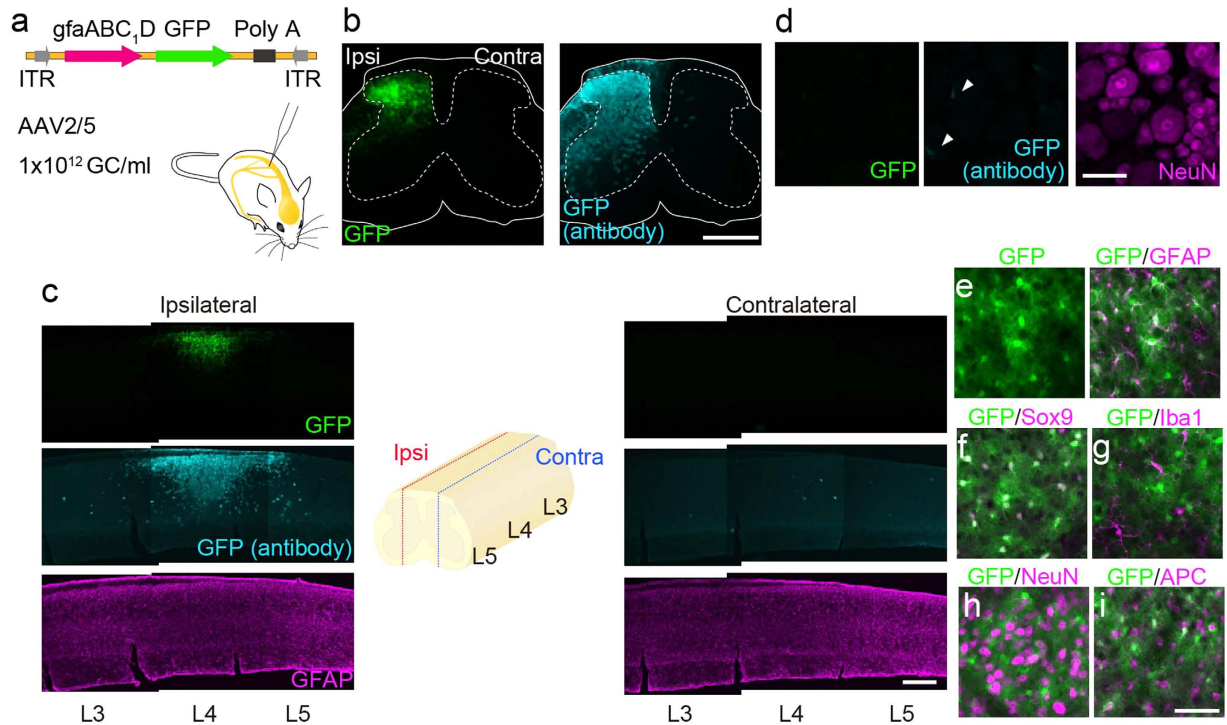 a
gfaABC₁D GFP Poly A
ITR ITR
AAV2/5
1x10¹² GC/ml
b
Ipsi Contra
GFP
GFP
(antibody)
d
GFP
GFP
(antibody)
NeuN
c
Ipsilateral
GFP
GFP (antibody)
GFAP
L3 L4 L5
Ipsi
Contra
L3
L4
L5
Contralateral
L3 L4 L5
e
GFP
GFP/GFAP
f
GFP/Sox9
g
GFP/Iba1
h
GFP/NeuN
i
GFP/APC